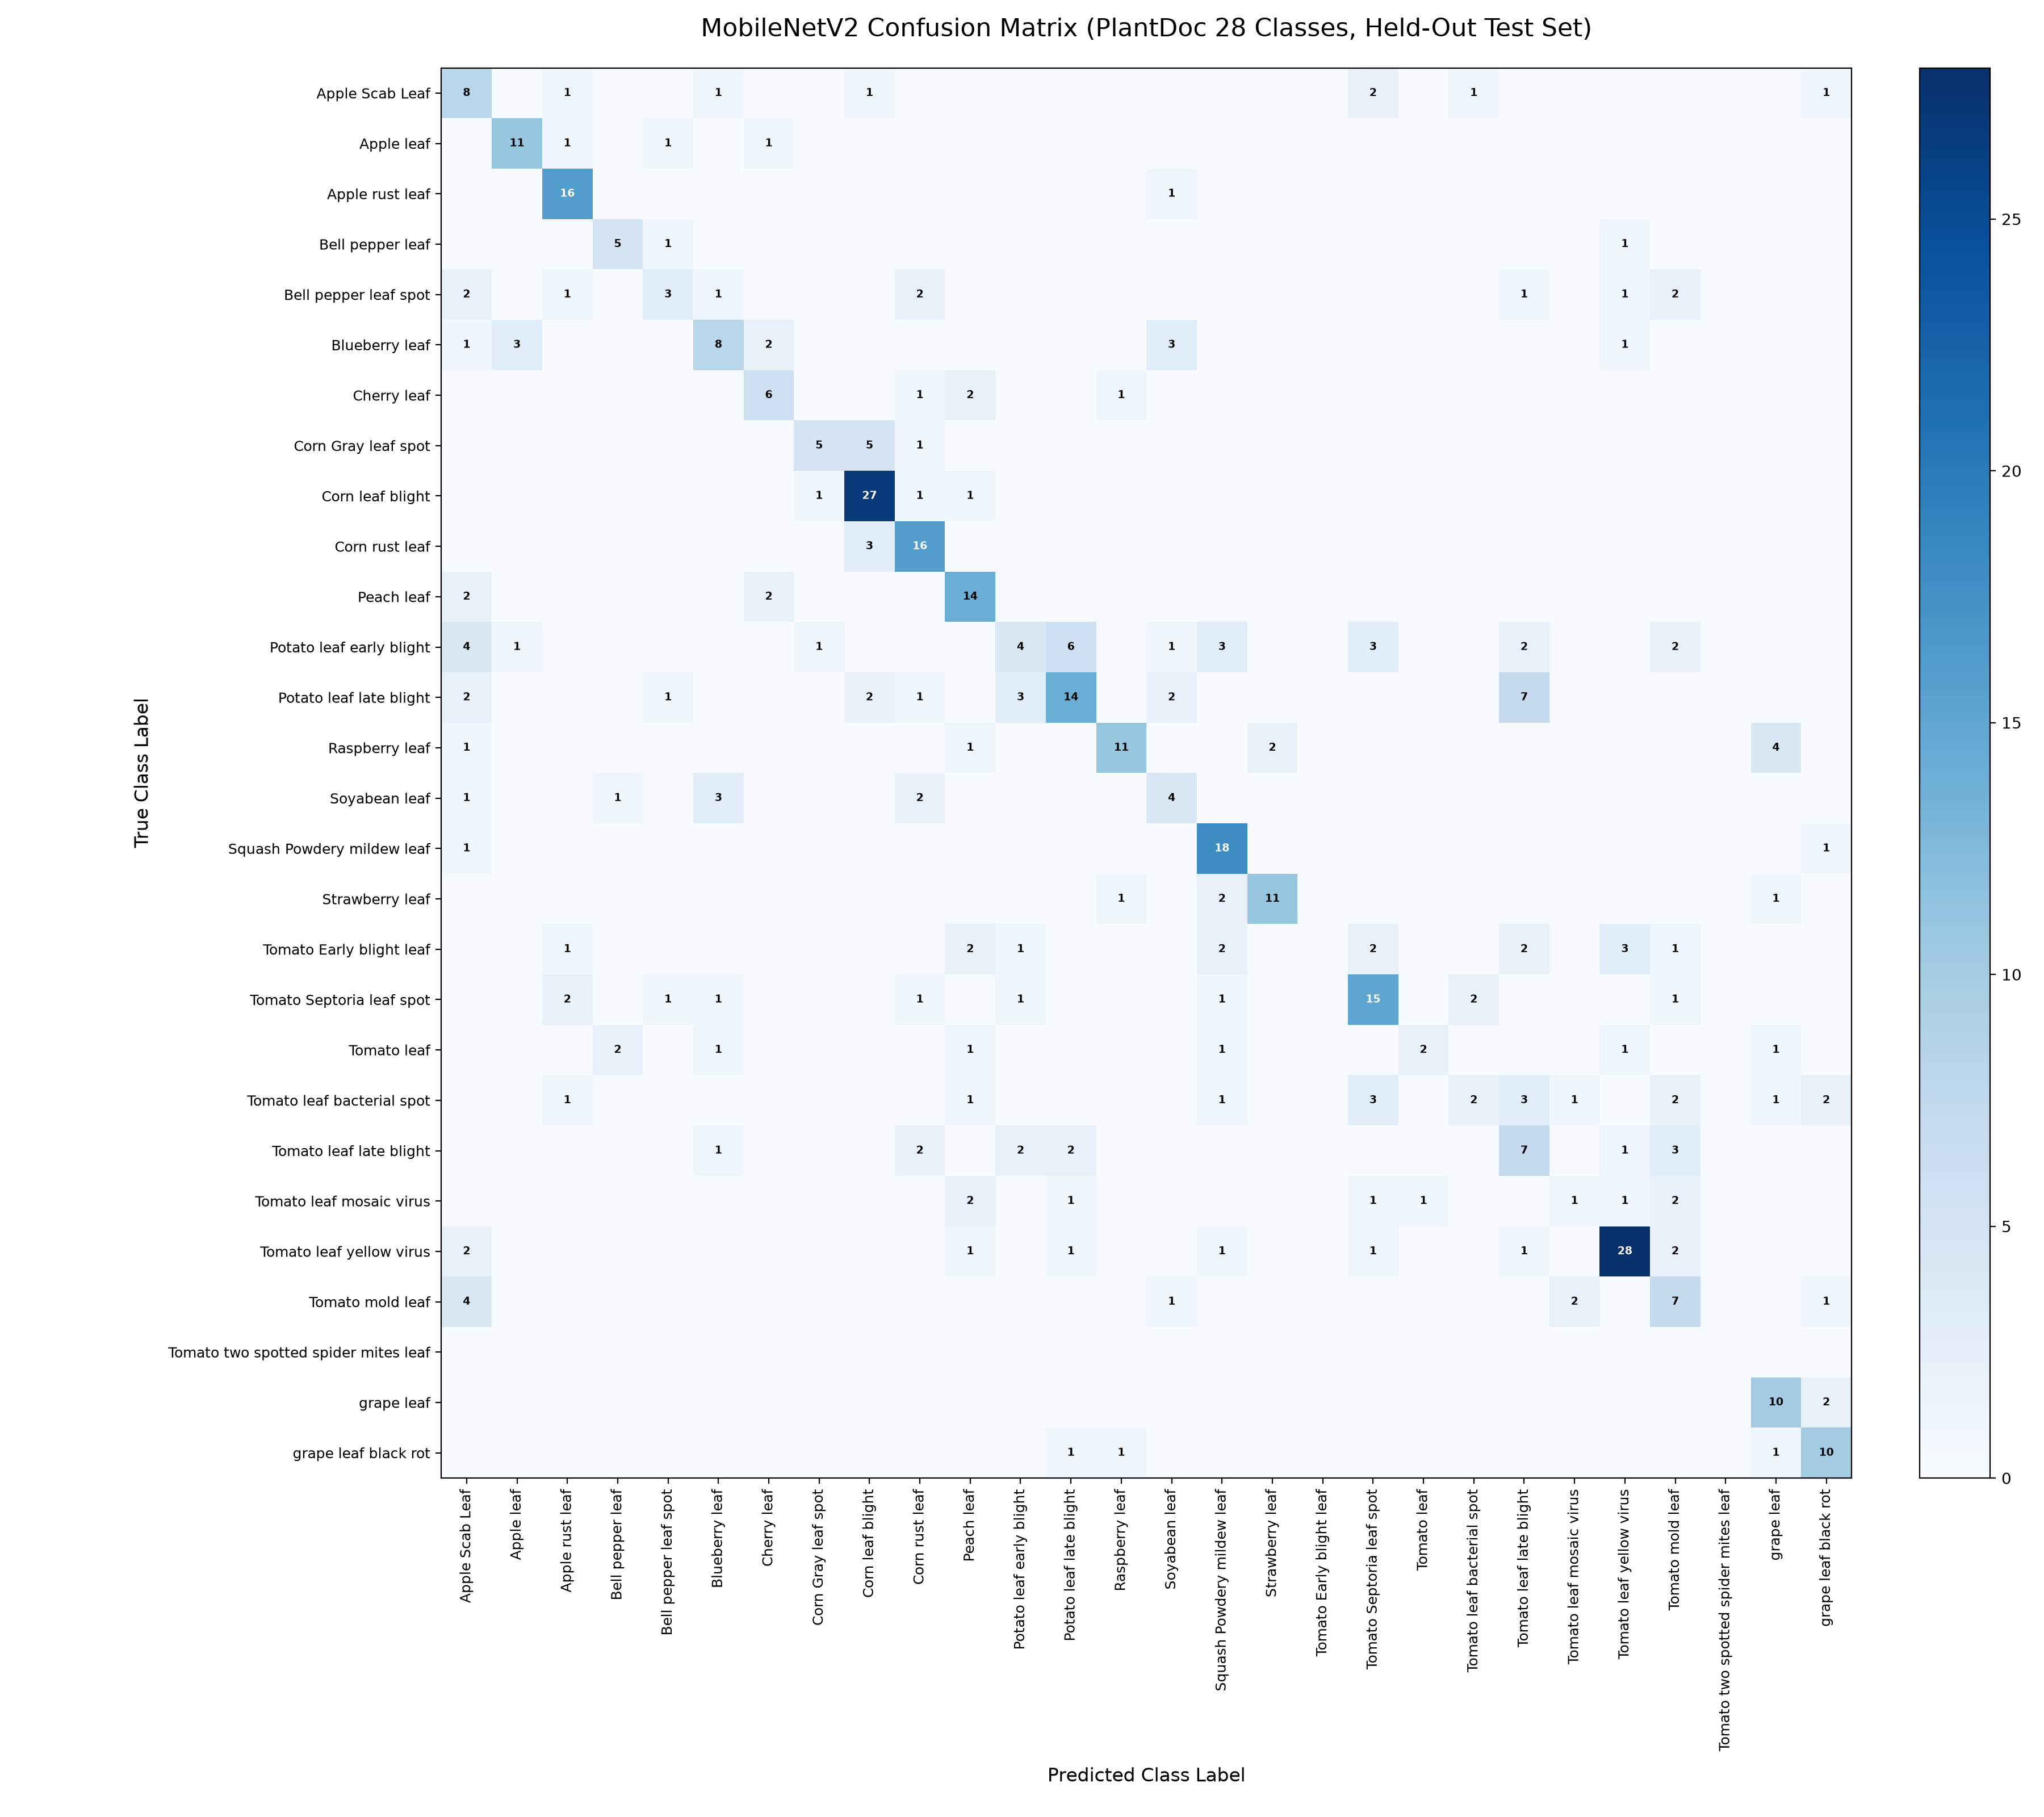 MobileNetV2 Confusion Matrix (PlantDoc 28 Classes, Held-Out Test Set)
True Class Label
Apple Scab Leaf 8 1 1 1 2 1 1
Apple leaf 11 1 1 1
Apple rust leaf 16 1
Bell pepper leaf 5 1 1
Bell pepper leaf spot 2 1 3 1 2 1 1 2
Blueberry leaf 1 3 8 2 3 1
Cherry leaf 6 1 2 1
Corn Gray leaf spot 5 5 1
Corn leaf blight 1 27 1 1
Corn rust leaf 3 16
Peach leaf 2 2 14
Potato leaf early blight 4 1 1 4 6 1 3 3 2 2
Potato leaf late blight 2 1 2 1 3 14 2 7
Raspberry leaf 1 1 11 2 4
Soyabean leaf 1 1 3 2 4
Squash Powdery mildew leaf 1 18 1
Strawberry leaf 1 2 11 1
Tomato Early blight leaf 1 2 1 2 2 2 3 1
Tomato Septoria leaf spot 2 1 1 1 1 1 15 2 1
Tomato leaf 2 1 1 1 2 1 1
Tomato leaf bacterial spot 1 1 1 3 2 3 1 2 1 2
Tomato leaf late blight 1 2 2 2 7 1 3
Tomato leaf mosaic virus 2 1 1 1 1 1 2
Tomato leaf yellow virus 2 1 1 1 1 1 28 2
Tomato mold leaf 4 1 2 7 1
Tomato two spotted spider mites leaf
grape leaf 10 2
grape leaf black rot 1 1 1 10
Apple Scab Leaf
Apple leaf
Apple rust leaf
Bell pepper leaf
Bell pepper leaf spot
Blueberry leaf
Cherry leaf
Corn Gray leaf spot
Corn leaf blight
Corn rust leaf
Peach leaf
Potato leaf early blight
Potato leaf late blight
Raspberry leaf
Soyabean leaf
Squash Powdery mildew leaf
Strawberry leaf
Tomato Early blight leaf
Tomato Septoria leaf spot
Tomato leaf
Tomato leaf bacterial spot
Tomato leaf late blight
Tomato leaf mosaic virus
Tomato leaf yellow virus
Tomato mold leaf
Tomato two spotted spider mites leaf
grape leaf
grape leaf black rot
Predicted Class Label
25
20
15
10
5
0